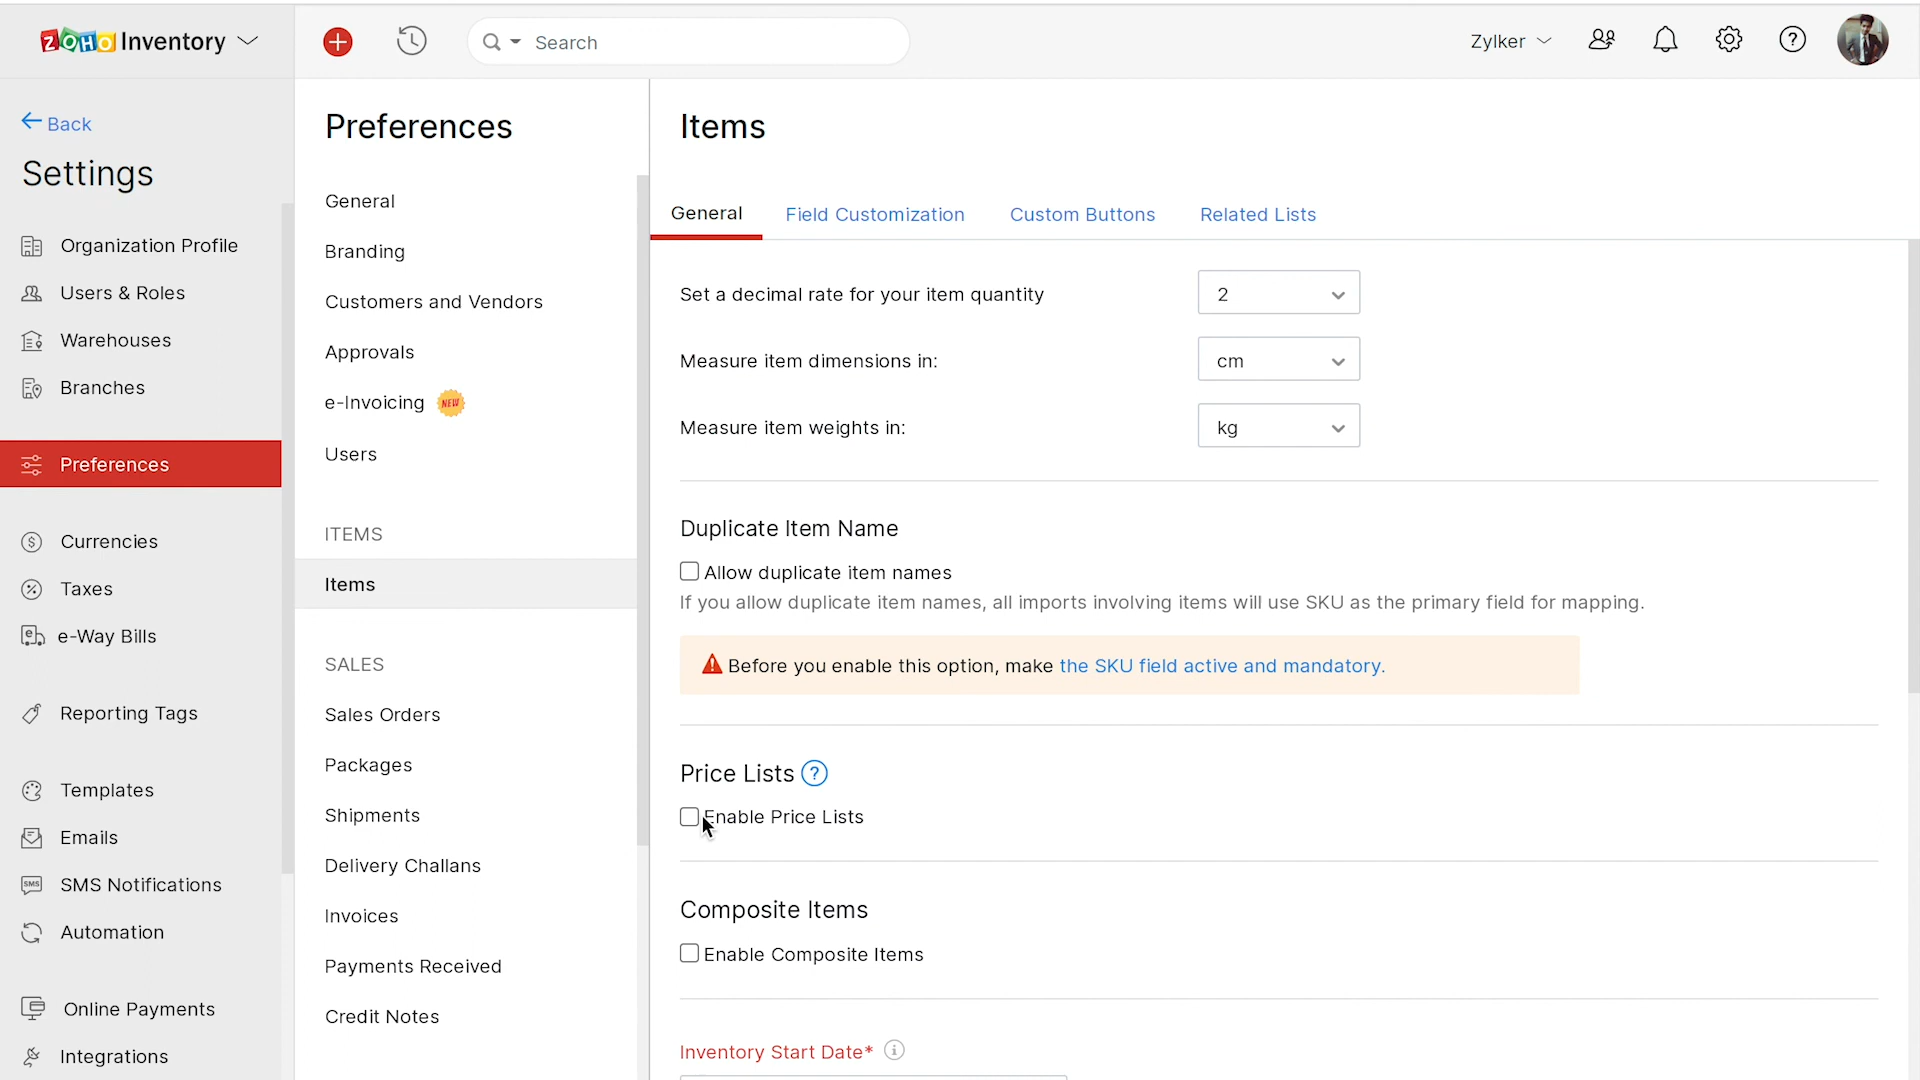 ZOHO Inventory
Search
Zylker
Back
Settings
Organization Profile
Users & Roles
Warehouses
Branches
Preferences
Currencies
Taxes
e-Way Bills
Reporting Tags
Templates
Emails
SMS
SMS Notifications
Automation
Online Payments
Integrations
Preferences
General
Branding
Customers and Vendors
Approvals
e-Invoicing NEW
Users
ITEMS
Items
SALES
Sales Orders
Packages
Shipments
Delivery Challans
Invoices
Payments Received
Credit Notes
Items
General Field Customization Custom Buttons Related Lists
Set a decimal rate for your item quantity 2
Measure item dimensions in: cm
Measure item weights in: kg
Duplicate Item Name
Allow duplicate item names
If you allow duplicate item names, all imports involving items will use SKU as the primary field for mapping.
Before you enable this option, make the SKU field active and mandatory.
Price Lists ?
Enable Price Lists
Composite Items
Enable Composite Items
Inventory Start Date* i